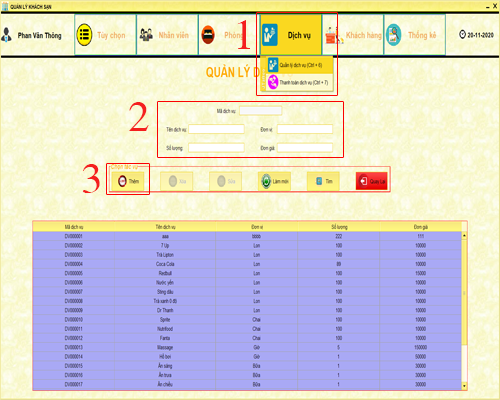 QUẢN LÝ KHÁCH SẠN
Phan Văn Thông
Tùy chọn
Nhân viên
Phòng
Dịch vụ
Khách hàng
Thống kê
20-11-2020
1
Quản lý dịch vụ (Ctrl + 6)
Thanh toán dịch vụ (Ctrl + 7)
QUẢN LÝ D
2
Mã dịch vụ:
Tên dịch vụ: Đơn vị:
Số lượng: Đơn giá:
3
Chọn tác vụ
Thêm Xóa Sửa Làm mới Tìm Quay Lại
Mã dịch vụ Tên dịch vụ Đơn vị Số lượng Đơn giá
DV000001 aaa bbbb 222 111
DV000002 7 Up Lon 100 10000
DV000003 Trà Lipton Lon 100 10000
DV000004 Coca Cola Lon 89 10000
DV000005 Redbull Lon 100 15000
DV000006 Nước yến Lon 100 10000
DV000007 Sting dâu Lon 100 10000
DV000008 Trà xanh 0 độ Lon 100 10000
DV000009 Dr Thanh Lon 100 10000
DV000010 Sprite Chai 100 10000
DV000011 Nutrifood Chai 100 10000
DV000012 Fanta Chai 100 10000
DV000013 Massage Giờ 5 150000
DV000014 Hồ bơi Giờ 1 50000
DV000015 Ăn sáng Bữa 1 30000
DV000016 Ăn trưa Bữa 1 30000
DV000017 Ăn chiều Bữa 1 30000